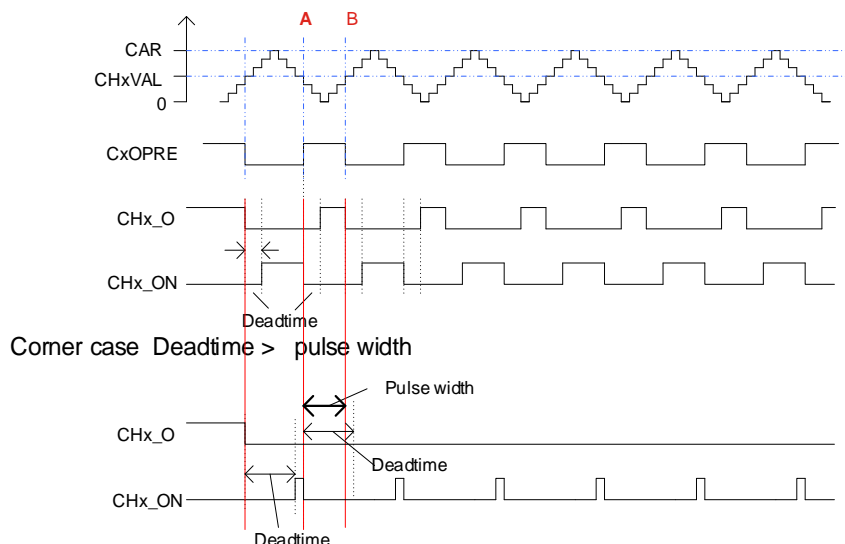 A B
CAR
CHxVAL
0
CxOPRE
CHx_O
CHx_ON
Deadtime
Corner case Deadtime > pulse width
Pulse width
CHx_O
Deadtime
CHx_ON
Deadtime